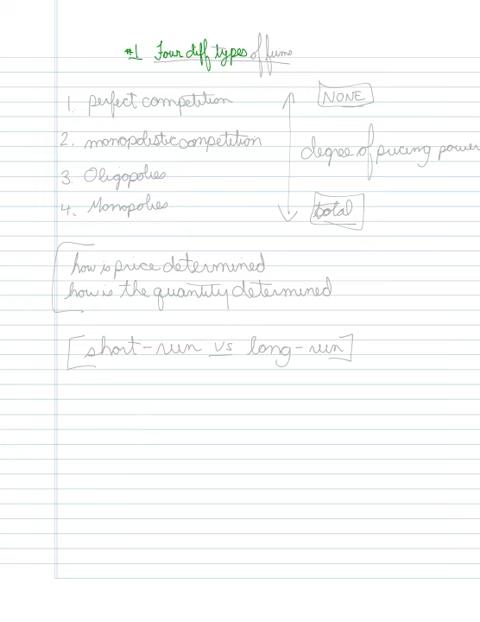 #1 Four diff types of firms
1. perfect competition
NONE
2. monopolistic competition
degree of pricing power
3. Oligopolies
4. Monopolies
total
how is price determined
how is the quantity determined
[short-run vs long-run]